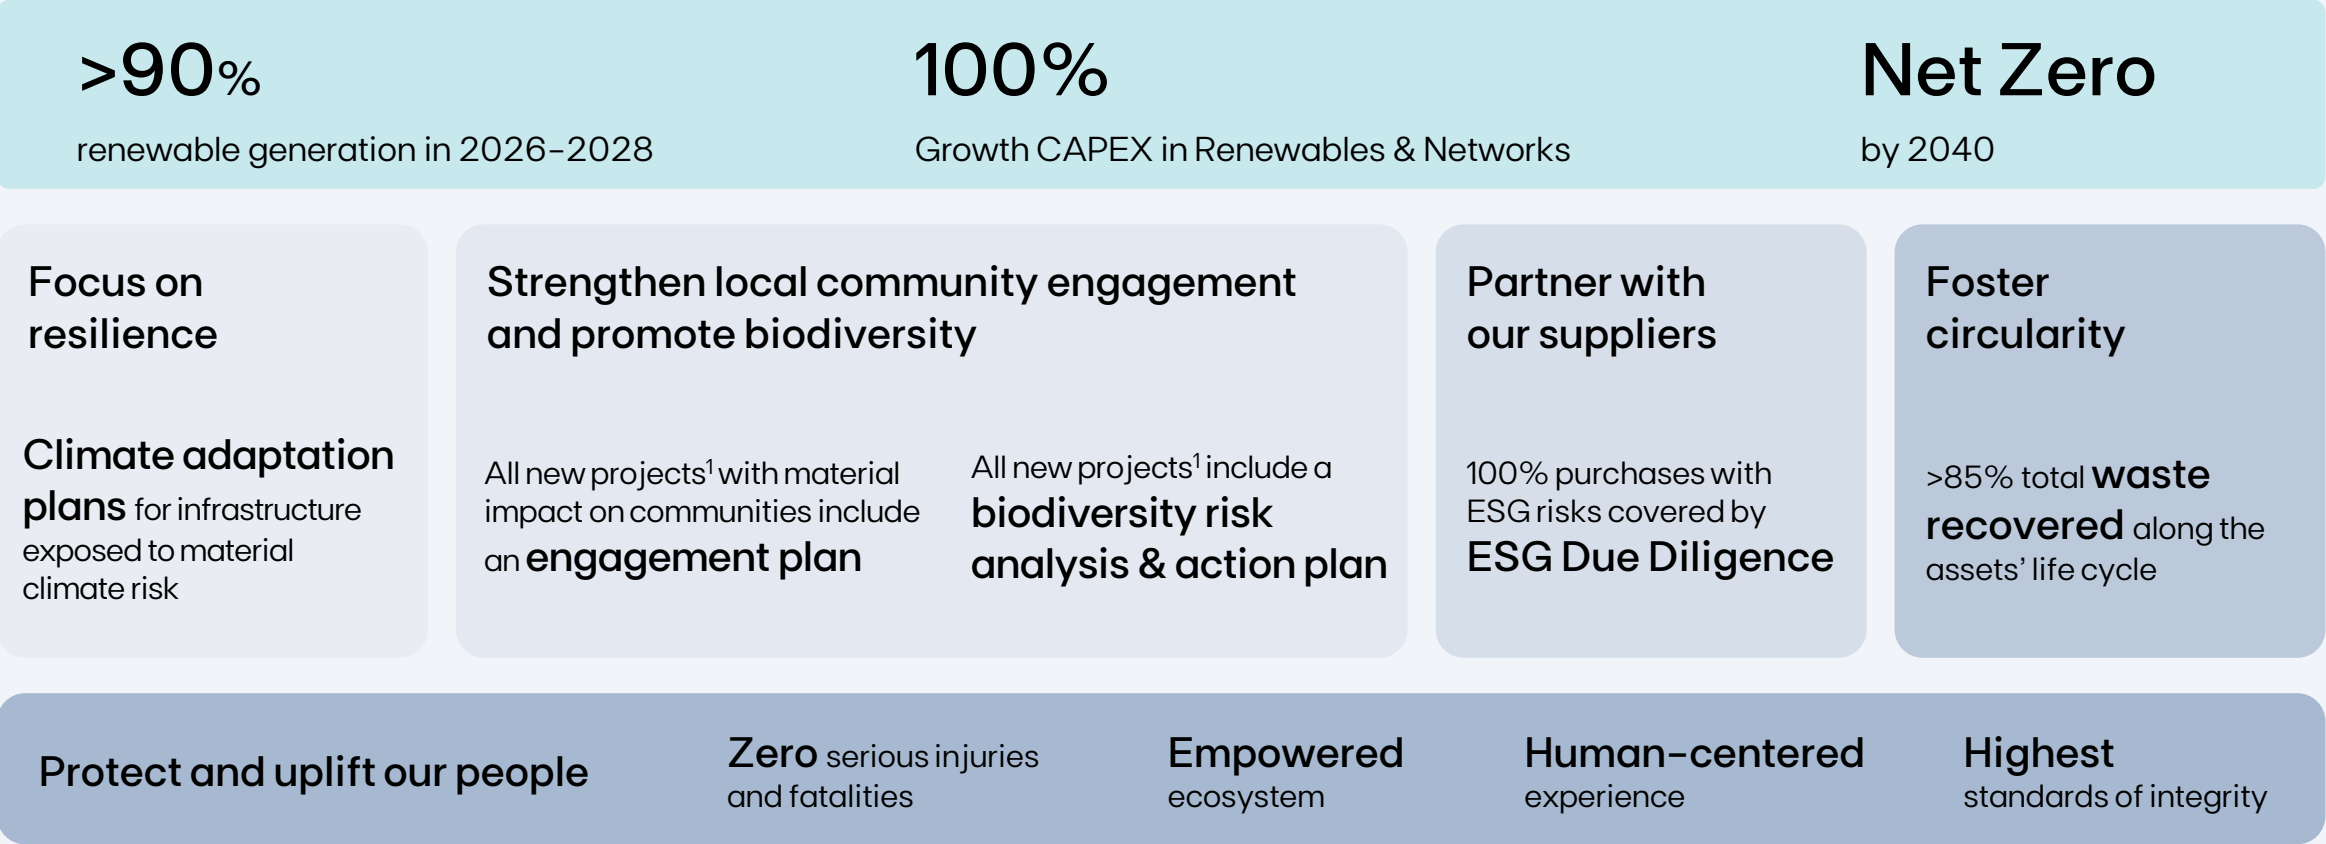 >90%
renewable generation in 2026-2028
100%
Growth CAPEX in Renewables & Networks
Net Zero
by 2040
Focus on
resilience
Climate adaptation
plans for infrastructure
exposed to material
climate risk
Strengthen local community engagement
and promote biodiversity
All new projects¹ with material
impact on communities include
an engagement plan
All new projects¹ include a
biodiversity risk
analysis & action plan
Partner with
our suppliers
100% purchases with
ESG risks covered by
ESG Due Diligence
Foster
circularity
>85% total waste
recovered along the
assets’ life cycle
Protect and uplift our people
Zero serious injuries
and fatalities
Empowered
ecosystem
Human-centered
experience
Highest
standards of integrity